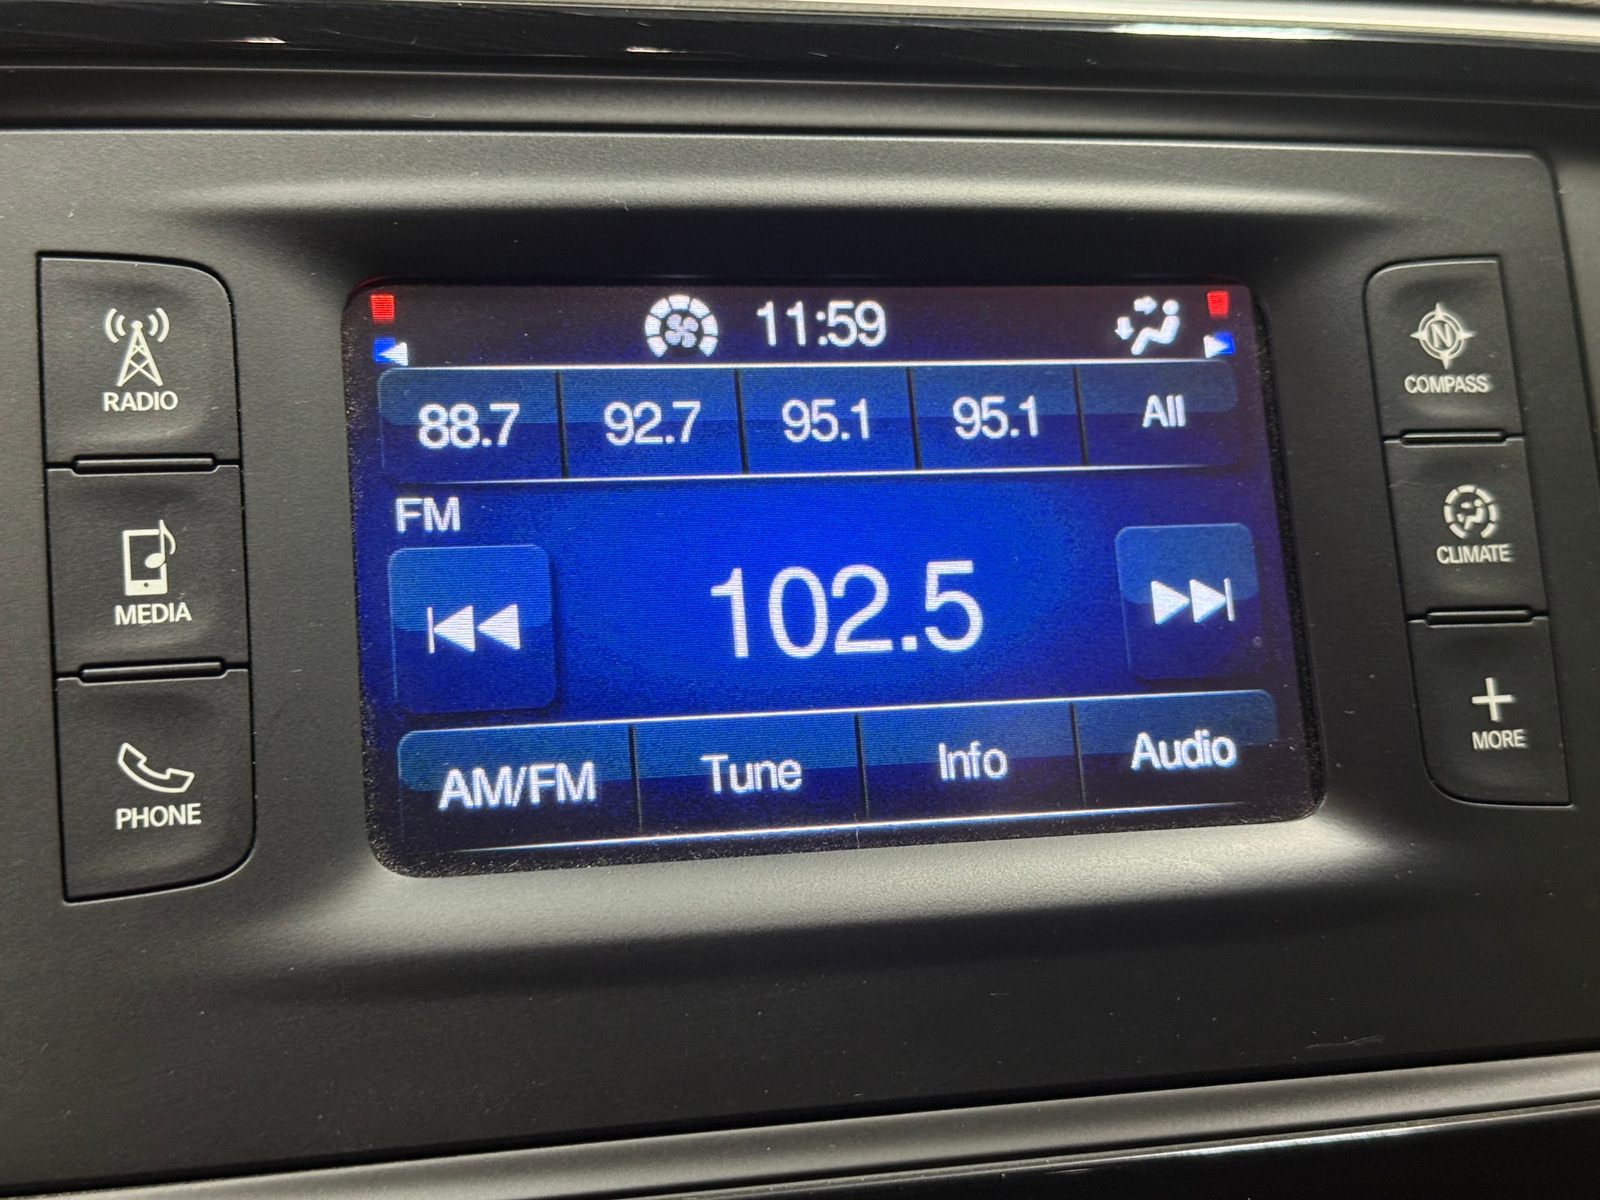 11:59
88.7 92.7 95.1 95.1 All
FM
102.5
AM/FM Tune Info Audio
RADIO
MEDIA
PHONE
N
COMPASS
CLIMATE
MORE